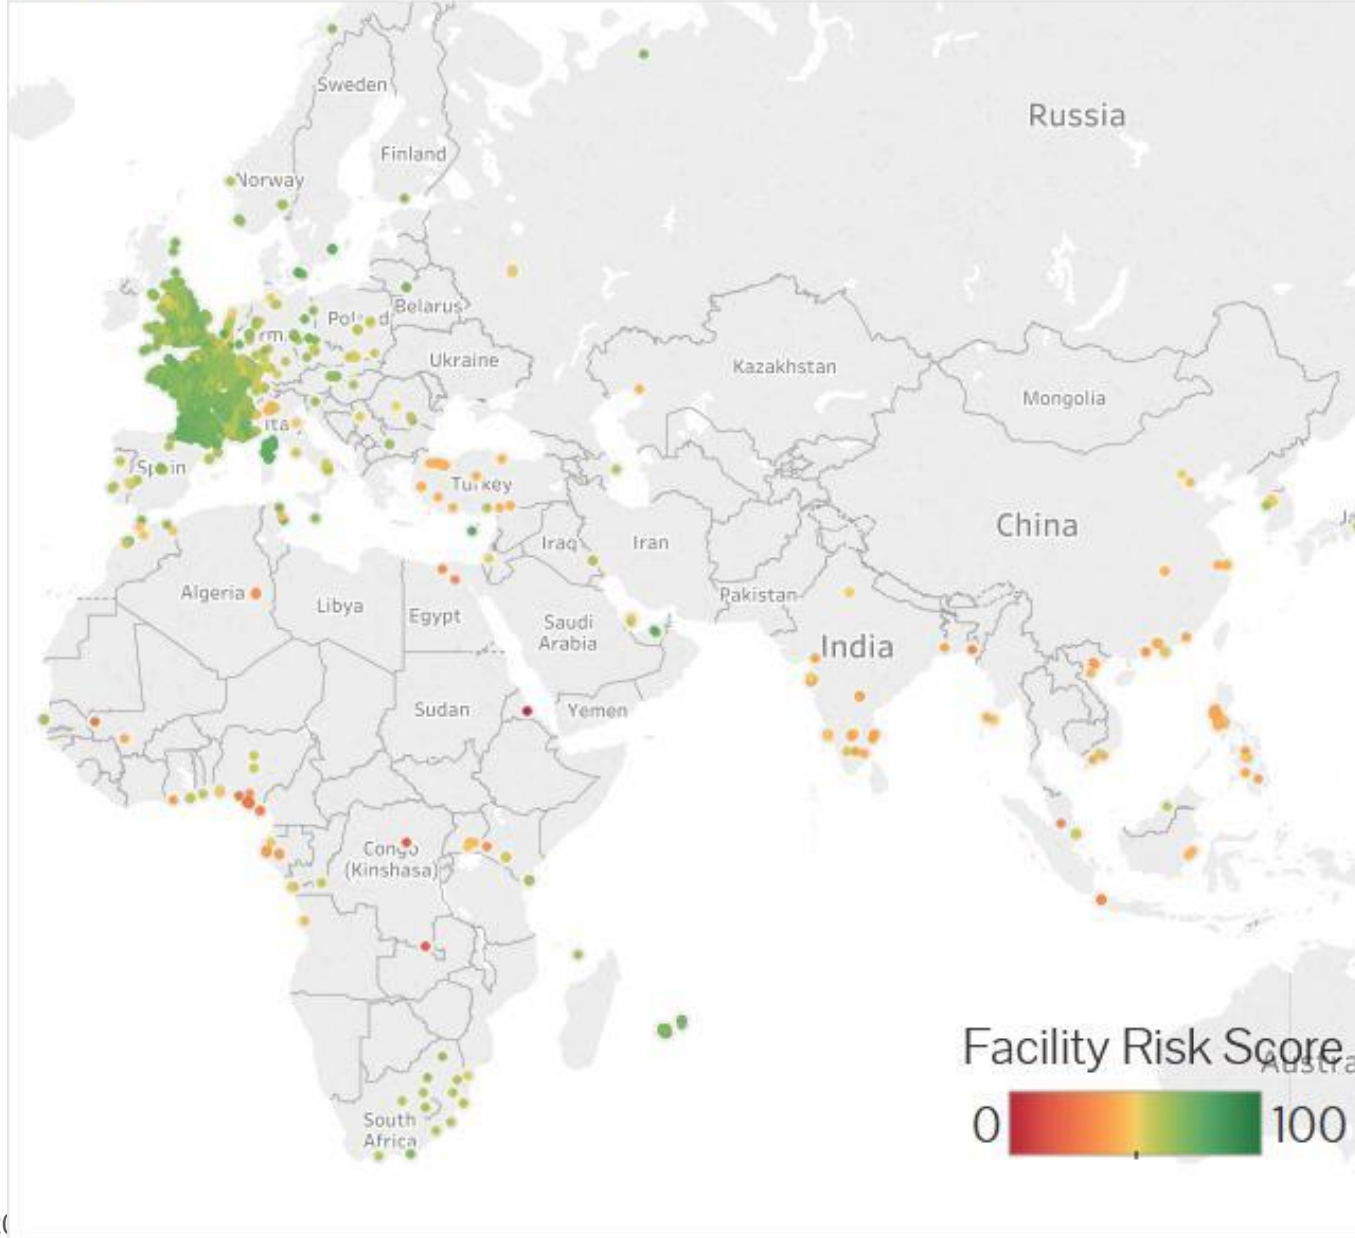 Sweden
Russia
Finland
Norway
Belarus
Ukraine
Kazakhstan
Mongolia
Turkey
China
Iraq
Iran
Algeria
Libya
Egypt
Pakistan
Saudi
Arabia
India
Sudan
Yemen
Congo
(Kinshasa)
Facility Risk Score
0
100
South
Africa